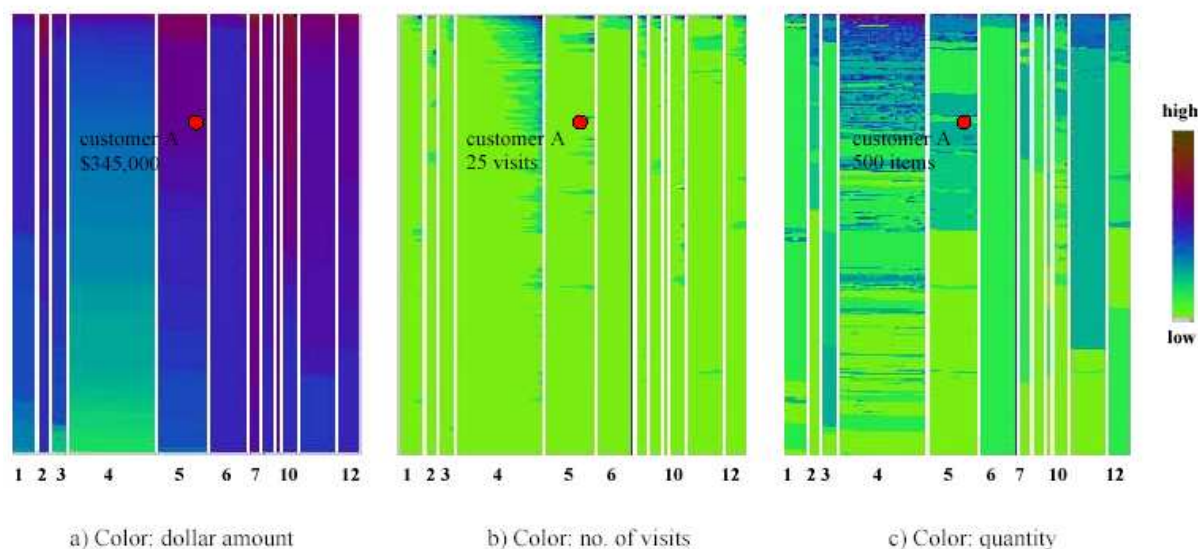 customer A
$345,000
customer A
25 visits
customer A
500 items
high
low
1 2 3 4 5 6 7 10 12
1 2 3 4 5 6 10 12
1 2 3 4 5 6 7 10 12
a) Color: dollar amount
b) Color: no. of visits
c) Color: quantity